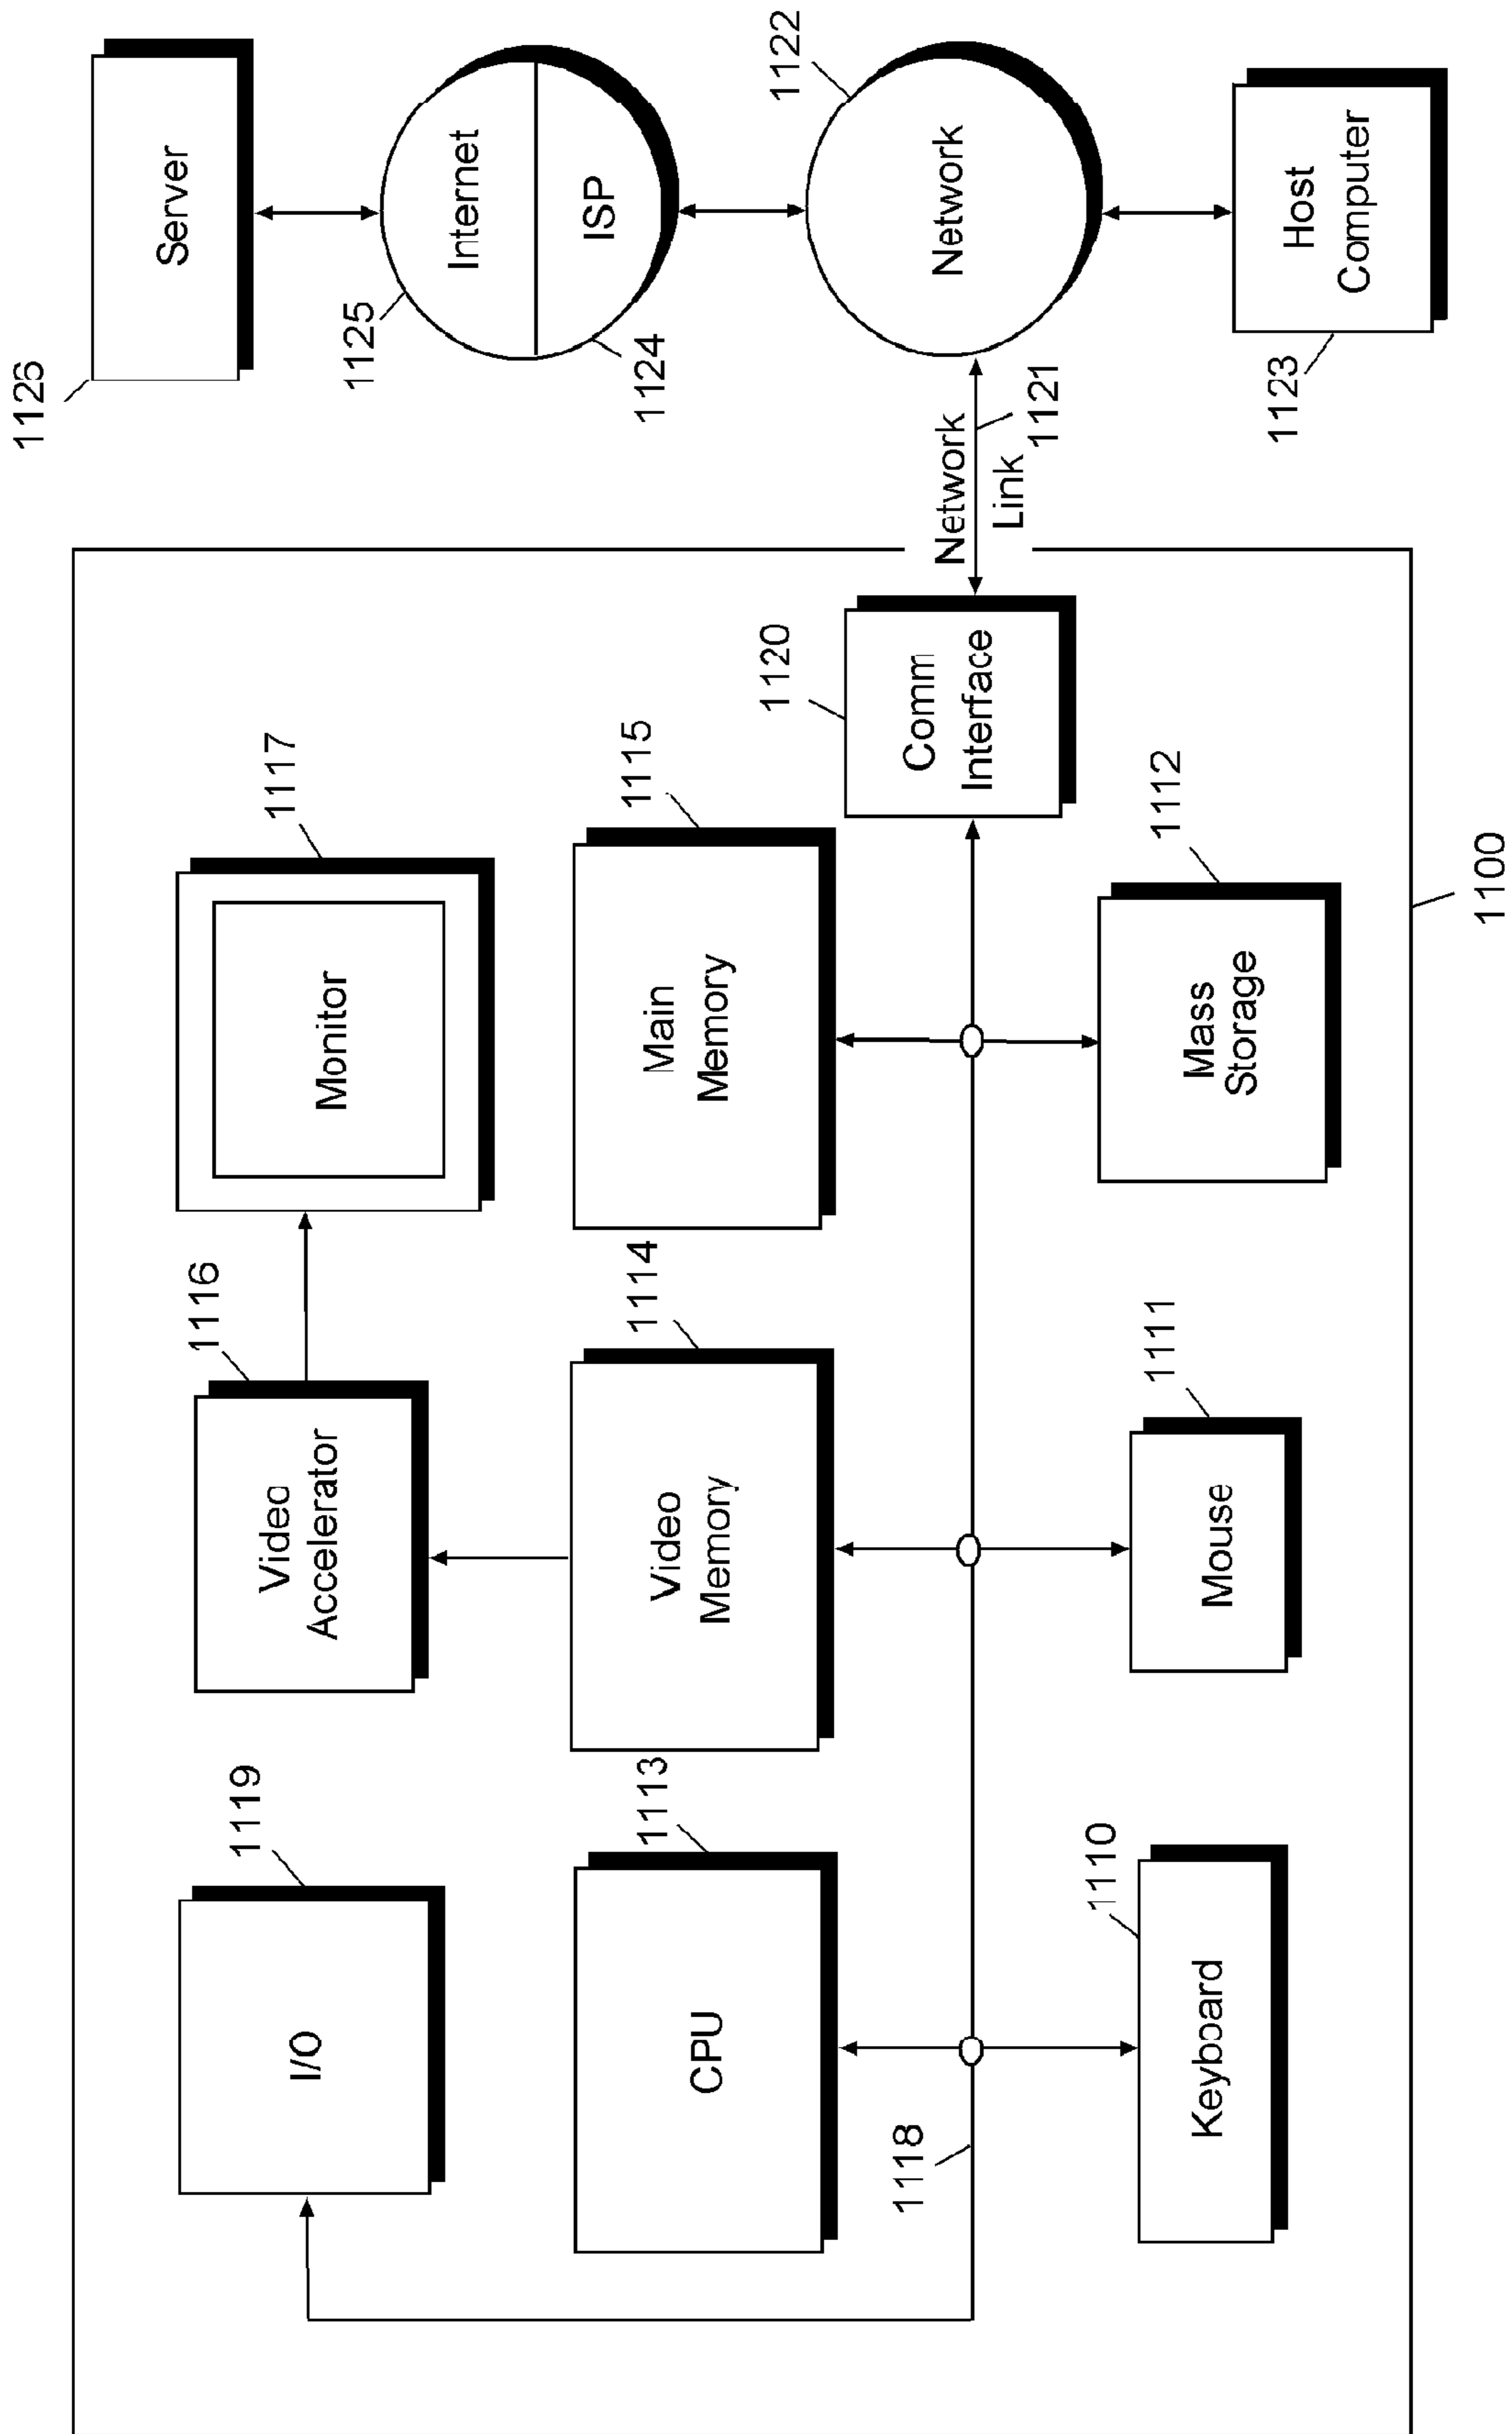 1119
I/O
1116
Video
Accelerator
1117
Monitor
1126
Server
1125
Internet
ISP
1124
1113
CPU
1114
Video
Memory
1115
Main
Memory
1118
1120
Comm
Interface
Network
Link
1121
1122
Network
1110
Keyboard
1111
Mouse
1112
Mass
Storage
1123
Host
Computer
1100